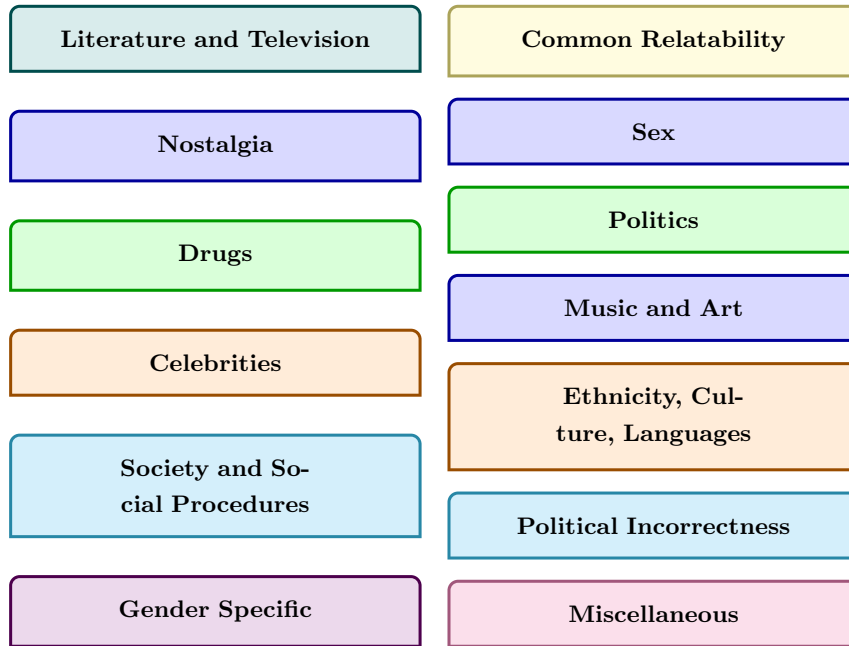 Literature and Television
Nostalgia
Drugs
Celebrities
Society and So-
cial Procedures
Gender Specific
Common Relatability
Sex
Politics
Music and Art
Ethnicity, Cul-
ture, Languages
Political Incorrectness
Miscellaneous